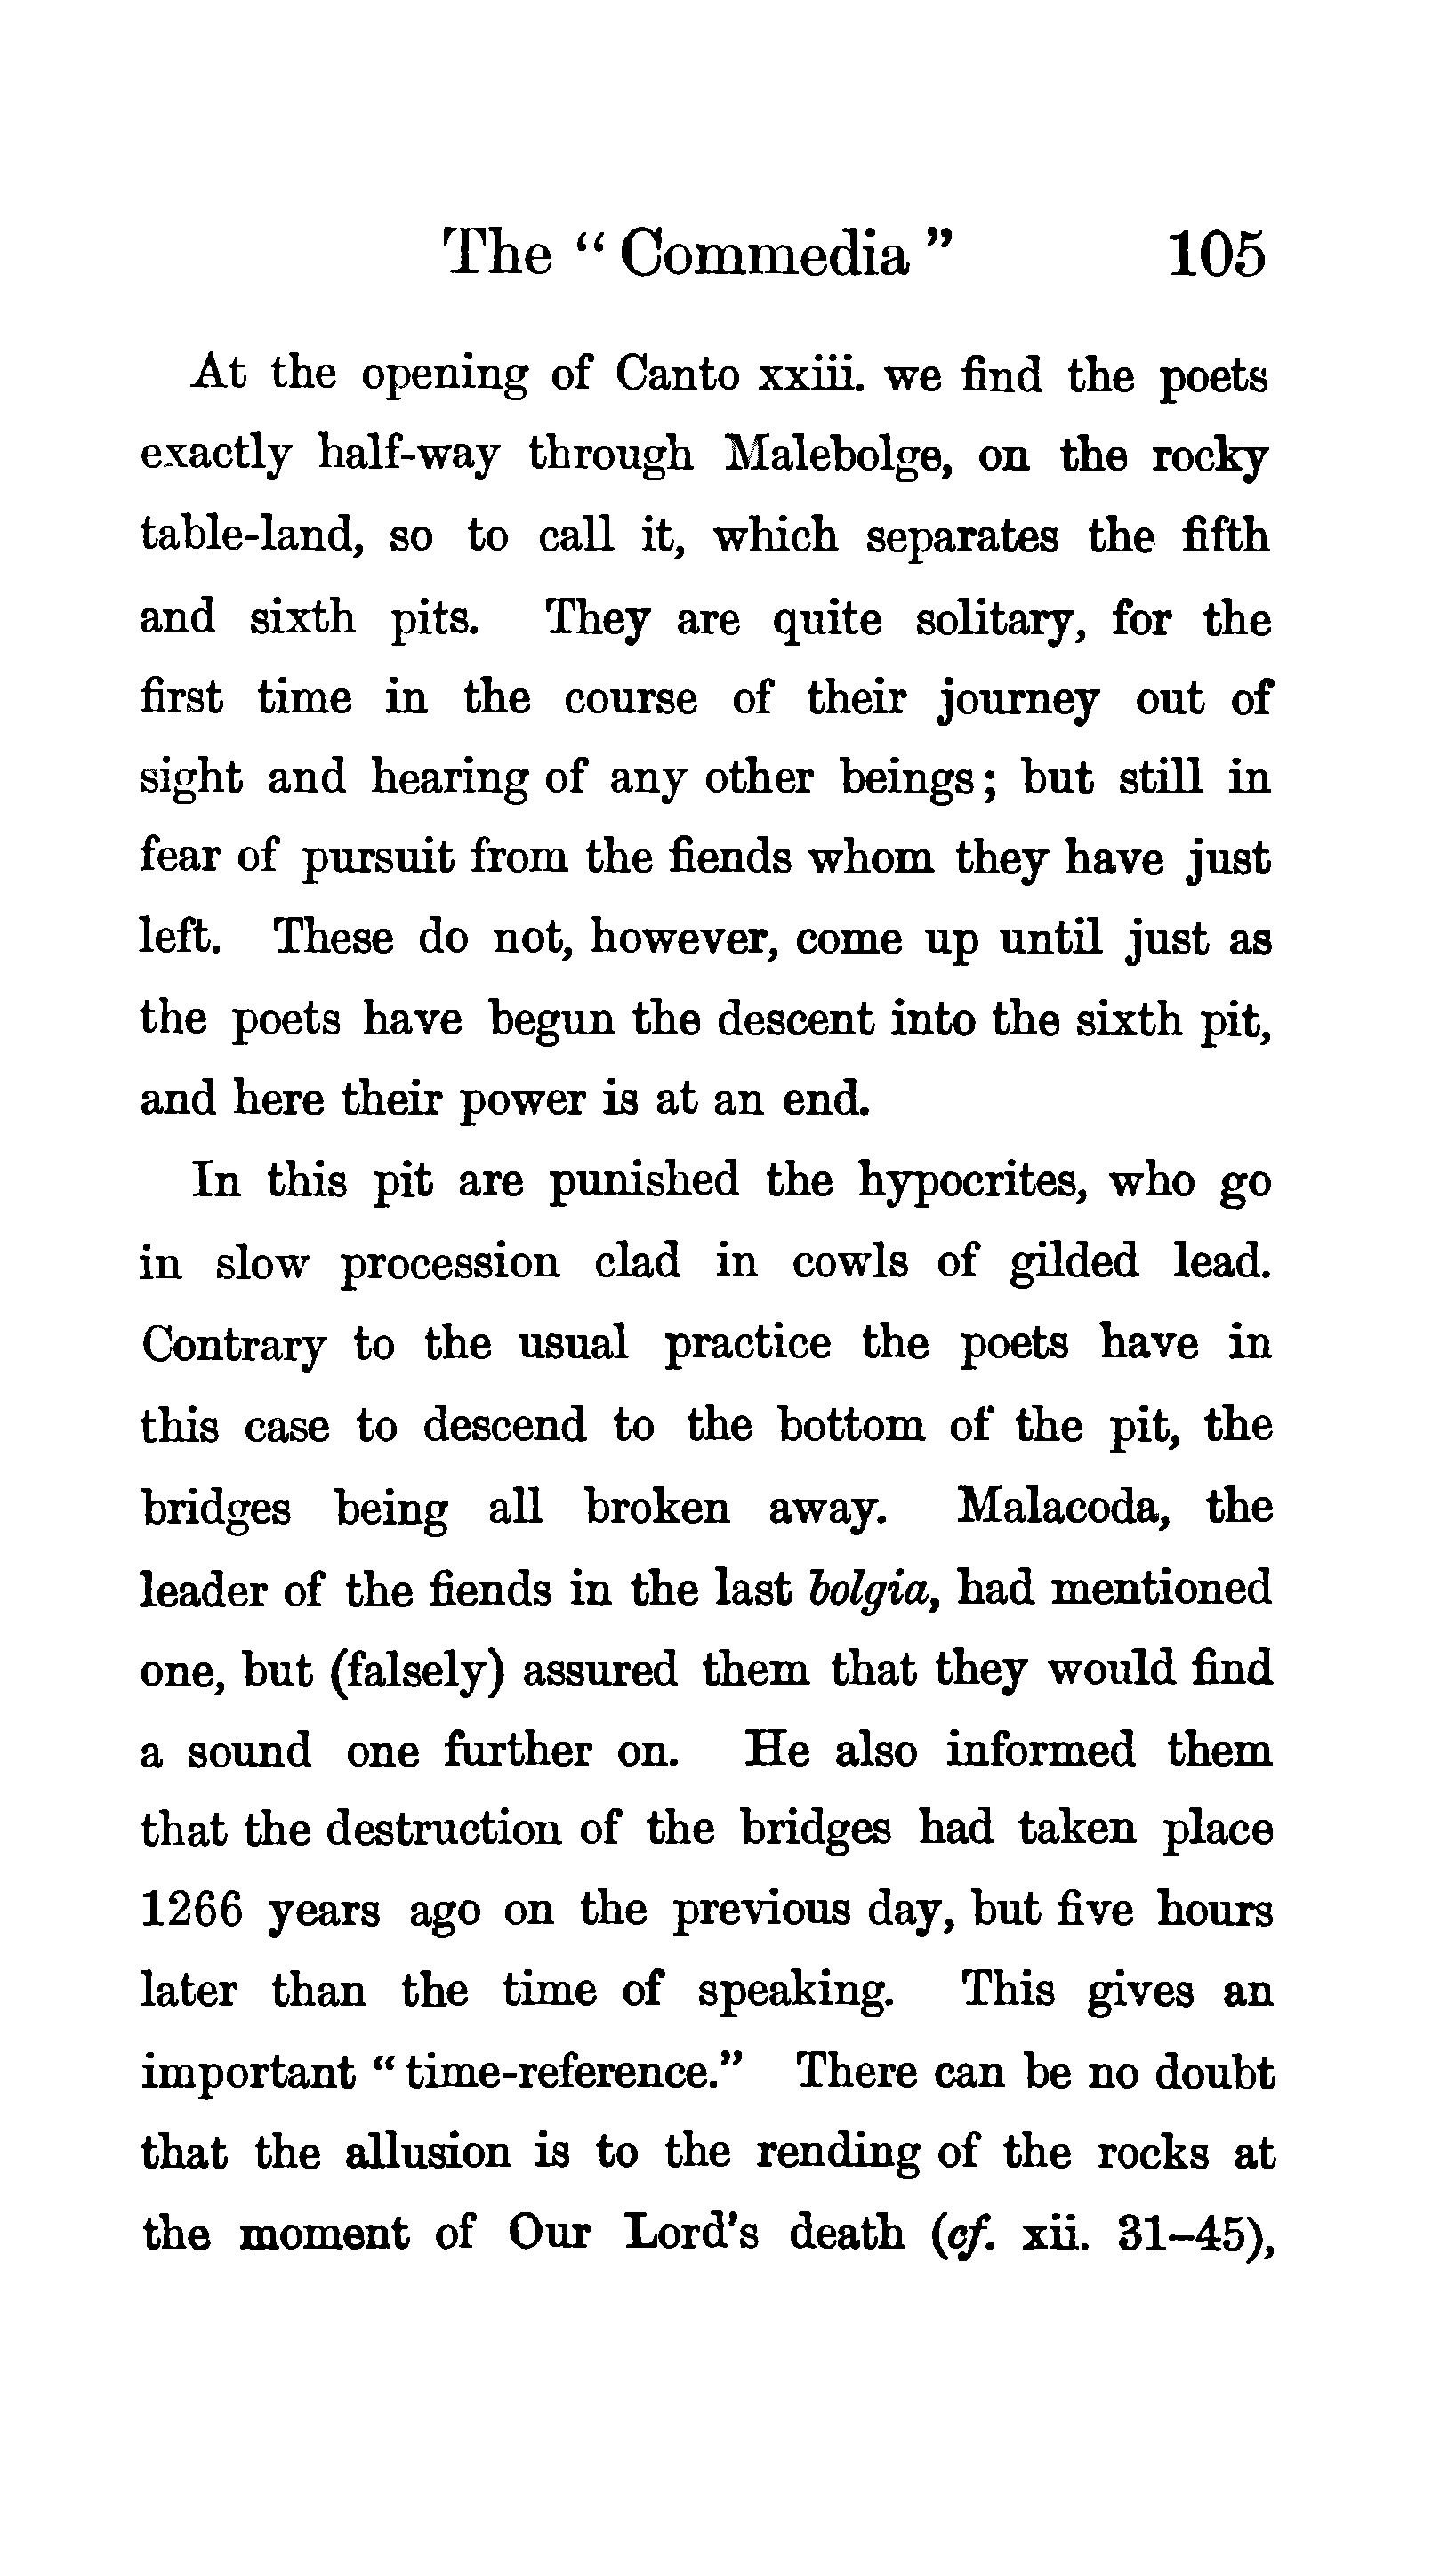 The “Commedia” 105
At the opening of Canto xxiii. we find the poets
exactly half-way through Malebolge, on the rocky
table-land, so to call it, which separates the fifth
and sixth pits. They are quite solitary, for the
first time in the course of their journey out of
sight and hearing of any other beings; but still in
fear of pursuit from the fiends whom they have just
left. These do not, however, come up until just as
the poets have begun the descent into the sixth pit,
and here their power is at an end.
In this pit are punished the hypocrites, who go
in slow procession clad in cowls of gilded lead.
Contrary to the usual practice the poets have in
this case to descend to the bottom of the pit, the
bridges being all broken away. Malacoda, the
leader of the fiends in the last bolgia, had mentioned
one, but (falsely) assured them that they would find
a sound one further on. He also informed them
that the destruction of the bridges had taken place
1266 years ago on the previous day, but five hours
later than the time of speaking. This gives an
important “time-reference.” There can be no doubt
that the allusion is to the rending of the rocks at
the moment of Our Lord's death (cf. xii. 31–45),